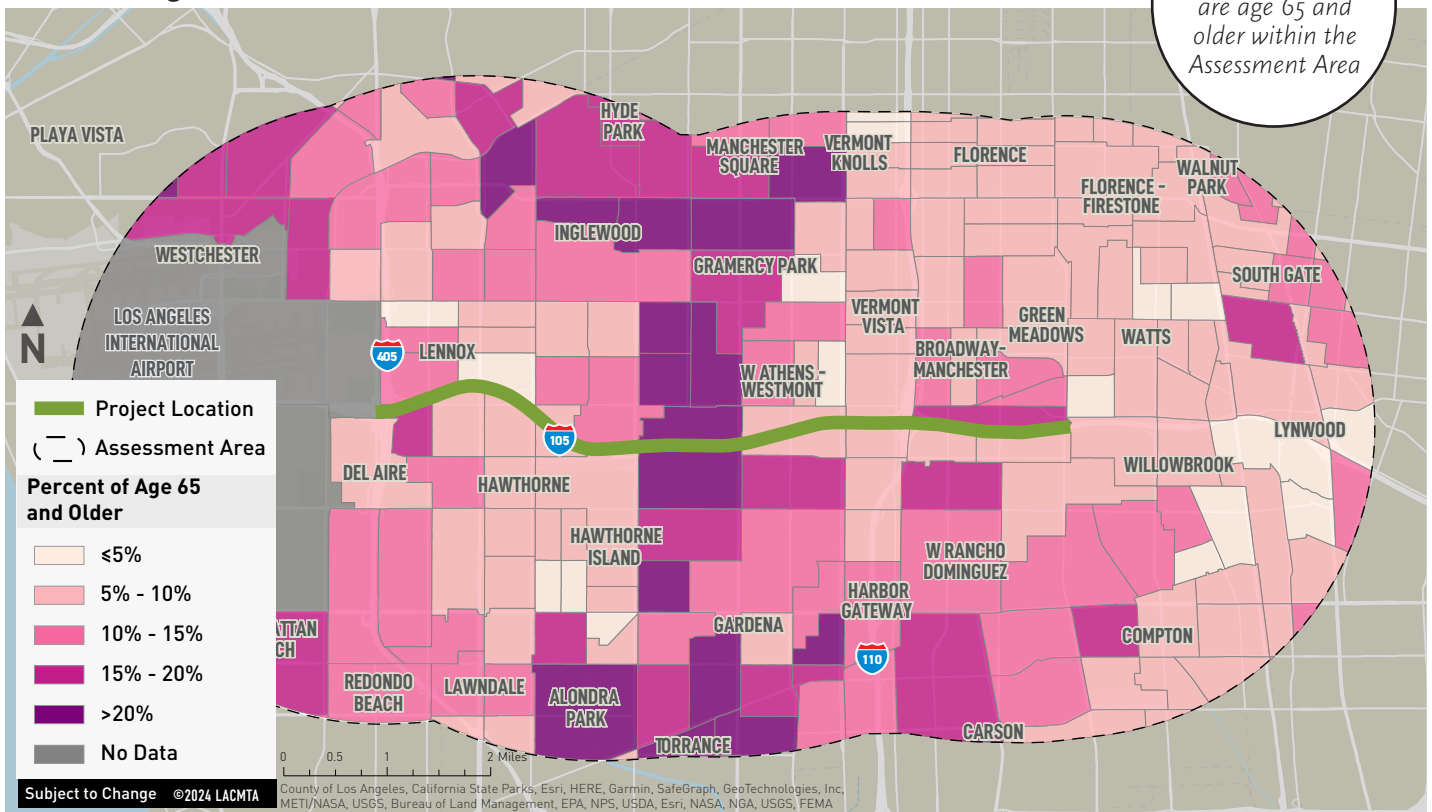 are age 65 and
older within the
Assessment Area
PLAYA VISTA
HYDE
PARK
MANCHESTER
SQUARE
VERMONT
KNOLLS
FLORENCE
WALNUT
PARK
FLORENCE -
FIRESTONE
WESTCHESTER
INGLEWOOD
GRAMERCY PARK
SOUTH GATE
N
LOS ANGELES
INTERNATIONAL
AIRPORT
405
LENNOX
VERMONT
VISTA
GREEN
MEADOWS
WATTS
BROADWAY-
MANCHESTER
W ATHENS -
WESTMONT
105
LYNWOOD
DEL AIRE
HAWTHORNE
WILLOWBROOK
HAWTHORNE
ISLAND
W RANCHO
DOMINGUEZ
HARBOR
GATEWAY
GARDENA
COMPTON
110
REDONDO
BEACH
LAWNDALE
ALONDRA
PARK
TORRANCE
CARSON
ATTAN
CH
Project Location
Assessment Area
Percent of Age 65
and Older
≤5%
5% - 10%
10% - 15%
15% - 20%
>20%
No Data
Subject to Change ©2024 LACMTA
0 0.5 1 2 Miles
County of Los Angeles, California State Parks, Esri, HERE, Garmin, SafeGraph, GeoTechnologies, Inc,
METI/NASA, USGS, Bureau of Land Management, EPA, NPS, USDA, Esri, NASA, NGA, USGS, FEMA